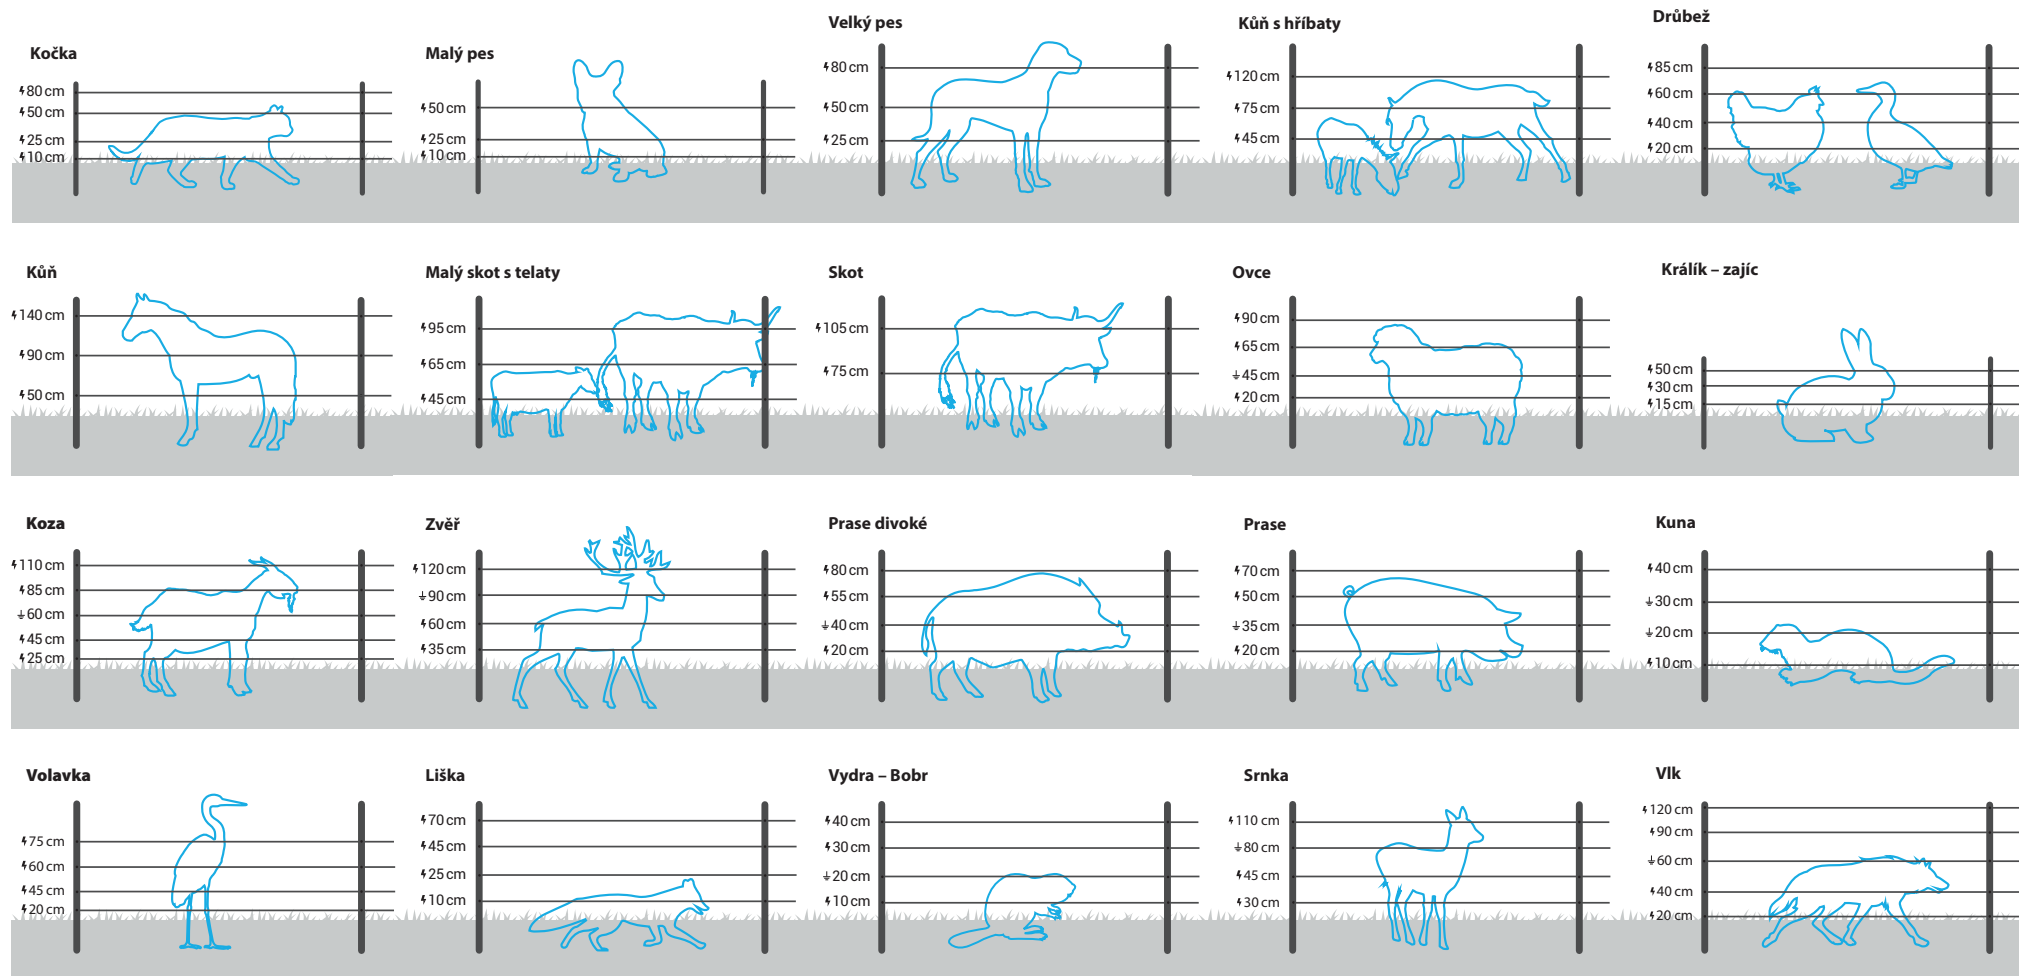 Kočka
80 cm
50 cm
25 cm
10 cm
Malý pes
50 cm
25 cm
10 cm
Velký pes
80 cm
50 cm
25 cm
Kůň s hříbaty
120 cm
75 cm
45 cm
Drůbež
85 cm
60 cm
40 cm
20 cm
Kůň
140 cm
90 cm
50 cm
Malý skot s telaty
95 cm
65 cm
45 cm
Skot
105 cm
75 cm
Ovce
90 cm
65 cm
45 cm
20 cm
Králík – zajíc
50 cm
30 cm
15 cm
Koza
110 cm
85 cm
60 cm
45 cm
25 cm
Zvěř
120 cm
90 cm
60 cm
35 cm
Prase divoké
80 cm
55 cm
40 cm
20 cm
Prase
70 cm
50 cm
35 cm
20 cm
Kuna
40 cm
30 cm
20 cm
10 cm
Volavka
75 cm
60 cm
45 cm
20 cm
Liška
70 cm
45 cm
25 cm
10 cm
Vydra – Bobr
40 cm
30 cm
20 cm
10 cm
Srnka
110 cm
80 cm
45 cm
30 cm
Vlk
120 cm
90 cm
60 cm
40 cm
20 cm